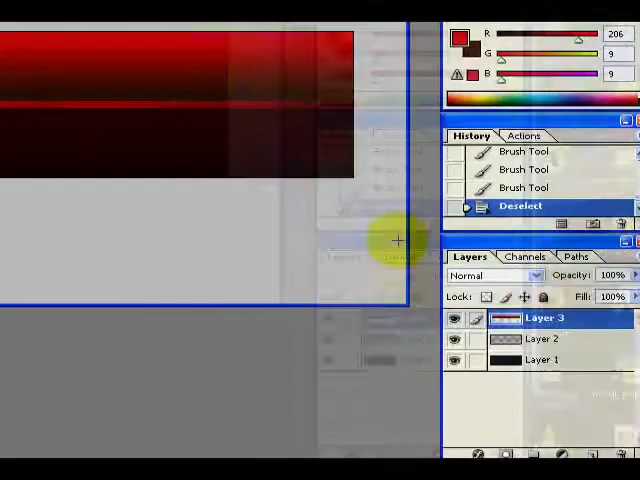 R 206
G 9
B 9
History Actions
Brush Tool
Brush Tool
Brush Tool
Deselect
Layers Channels Paths
Normal Opacity: 100%
Lock: Fill: 100%
Layer 3
Layer 2
Layer 1